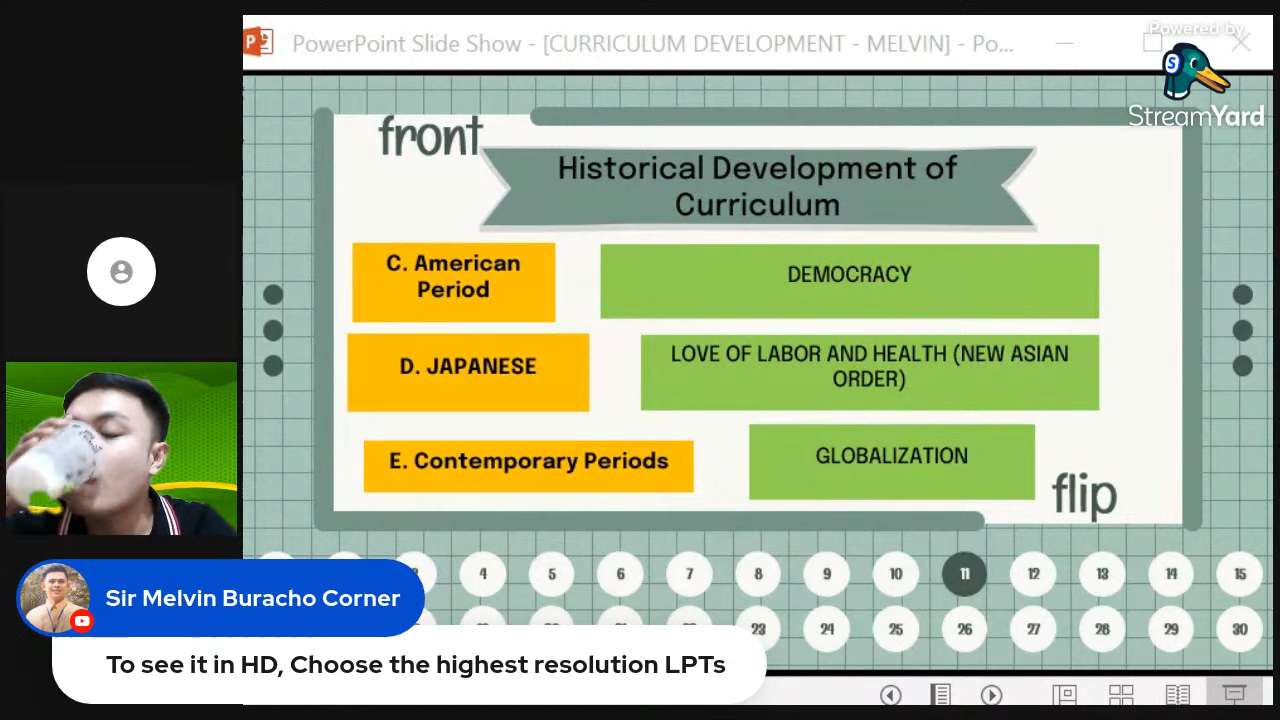 PowerPoint Slide Show - [CURRICULUM DEVELOPMENT - MELVIN] - Po...
Powered by
StreamYard
front
Historical Development of
Curriculum
C. American
Period
DEMOCRACY
D. JAPANESE
LOVE OF LABOR AND HEALTH (NEW ASIAN
ORDER)
E. Contemporary Periods
GLOBALIZATION
flip
3 4 5 6 7 8 9 10 11 12 13 14 15
23 24 25 26 27 28 29 30
Sir Melvin Buracho Corner
To see it in HD, Choose the highest resolution LPTs